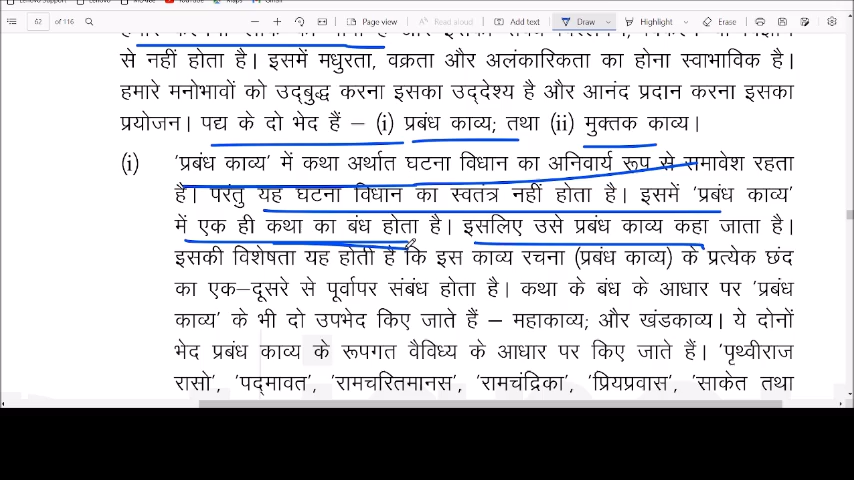 62 of 116 Page view Read aloud Add text Draw Highlight Erase
से नहीं होता है। इसमें मधुरता, वक्रता और अलंकारिकता का होना स्वाभाविक है।
हमारे मनोभावों को उद्‌बुद्ध करना इसका उद्‌देश्य है और आनंद प्रदान करना इसका
प्रयोजन। पद्य के दो भेद हैं – (i) प्रबंध काव्य; तथा (ii) मुक्तक काव्य।
(i) 'प्रबंध काव्य' में कथा अर्थात घटना विधान का अनिवार्य रूप से समावेश रहता
है। परंतु यह घटना विधान का स्वतंत्र नहीं होता है। इसमें 'प्रबंध काव्य'
में एक ही कथा का बंध होता है। इसलिए उसे प्रबंध काव्य कहा जाता है।
इसकी विशेषता यह होती है कि इस काव्य रचना (प्रबंध काव्य) के प्रत्येक छंद
का एक–दूसरे से पूर्वापर संबंध होता है। कथा के बंध के आधार पर 'प्रबंध
काव्य' के भी दो उपभेद किए जाते हैं – महाकाव्य; और खंडकाव्य। ये दोनों
भेद प्रबंध काव्य के रूपगत वैविध्य के आधार पर किए जाते हैं। 'पृथ्वीराज
रासो', 'पद्‌मावत', 'रामचरितमानस', 'रामचंद्रिका', 'प्रियप्रवास', 'साकेत तथा